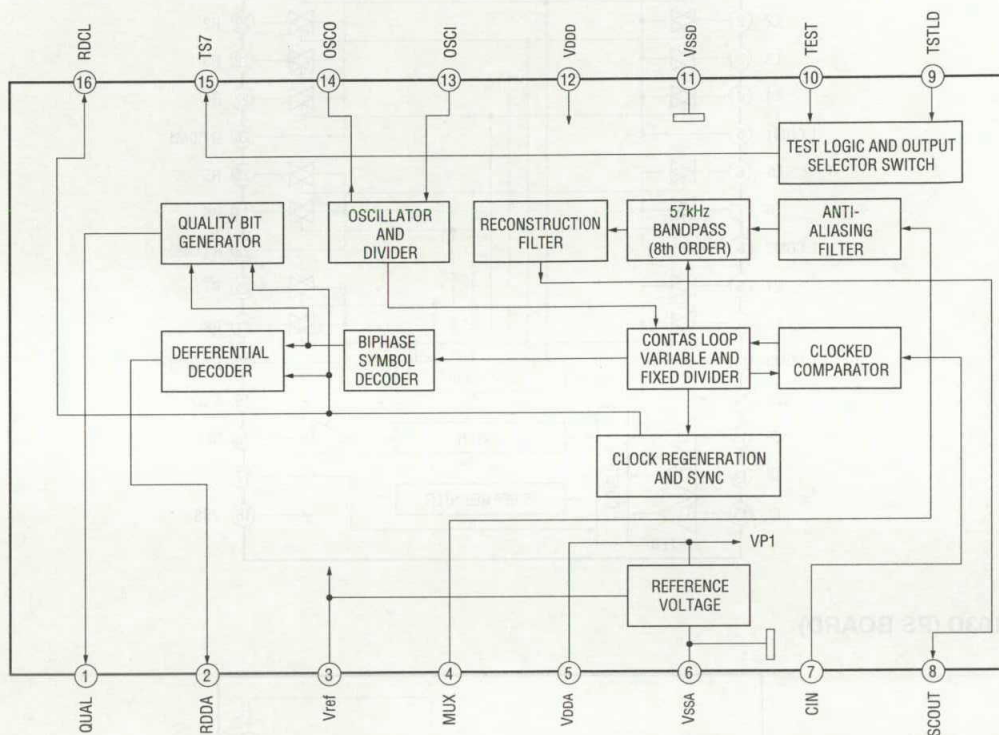 RDCL
TS7
OSCO
OSCI
VDDD
VSSD
TEST
TSTLD
16
15
14
13
12
11
10
9
TEST LOGIC AND OUTPUT
SELECTOR SWITCH
QUALITY BIT
GENERATOR
OSCILLATOR
AND
DIVIDER
RECONSTRUCTION
FILTER
57kHz
BANDPASS
(8th ORDER)
ANTI-
ALIASING
FILTER
DEFFERENTIAL
DECODER
BIPHASE
SYMBOL
DECODER
CONTAS LOOP
VARIABLE AND
FIXED DIVIDER
CLOCKED
COMPARATOR
CLOCK REGENERATION
AND SYNC
VP1
REFERENCE
VOLTAGE
1
2
3
4
5
6
7
8
QUAL
RDDA
Vref
MUX
VDDA
VSSA
CIN
SCOUT